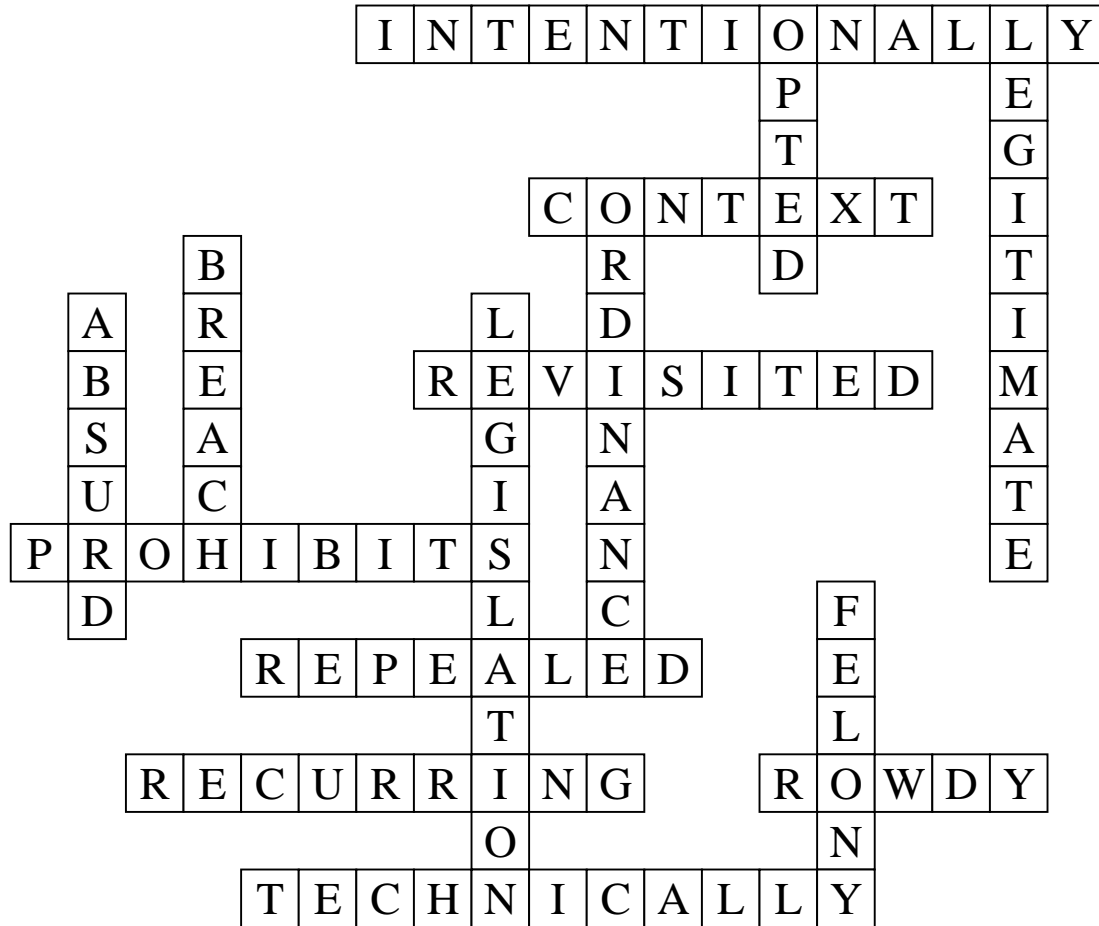 INTENTIONALLY
OPTED
LEGITIMATE
CONTEXT
ORDINANCE
BREACH
ABSURD
LEGISLATION
REVISITED
PROHIBITS
FELONY
REPEALED
RECURRING
ROWDY
TECHNICALLY